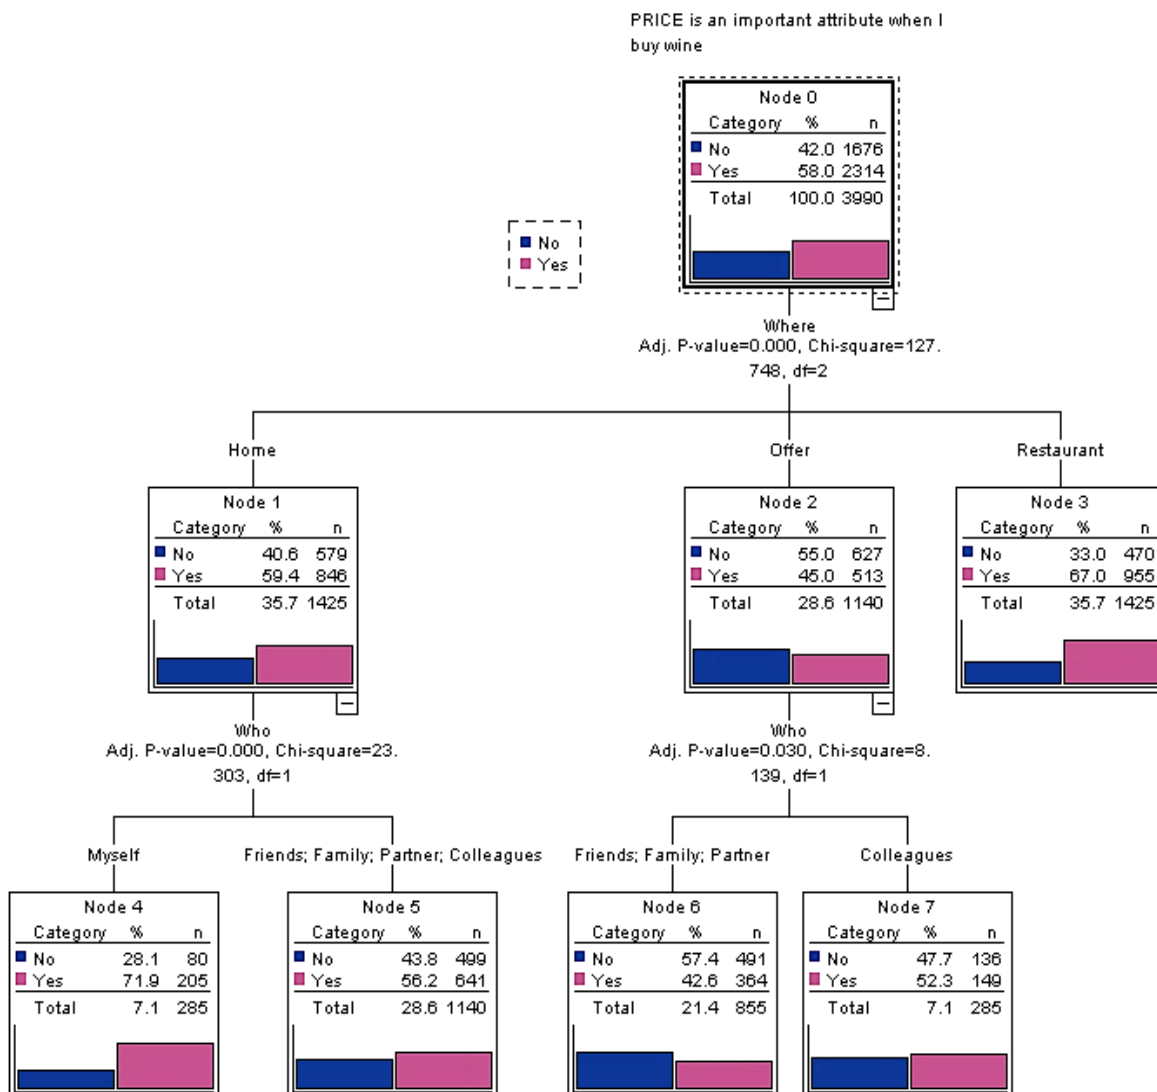 PRICE is an important attribute when I
buy wine
Node 0
Category % n
No 42.0 1676
Yes 58.0 2314
Total 100.0 3990
No
Yes
Where
Adj. P-value=0.000, Chi-square=127.
748, df=2
Home
Offer
Restaurant
Node 1
Category % n
No 40.6 579
Yes 59.4 846
Total 35.7 1425
Node 2
Category % n
No 55.0 627
Yes 45.0 513
Total 28.6 1140
Node 3
Category % n
No 33.0 470
Yes 67.0 955
Total 35.7 1425
Who
Adj. P-value=0.000, Chi-square=23.
303, df=1
Who
Adj. P-value=0.030, Chi-square=8.
139, df=1
Myself
Friends; Family; Partner; Colleagues
Friends; Family; Partner
Colleagues
Node 4
Category % n
No 28.1 80
Yes 71.9 205
Total 7.1 285
Node 5
Category % n
No 43.8 499
Yes 56.2 641
Total 28.6 1140
Node 6
Category % n
No 57.4 491
Yes 42.6 364
Total 21.4 855
Node 7
Category % n
No 47.7 136
Yes 52.3 149
Total 7.1 285